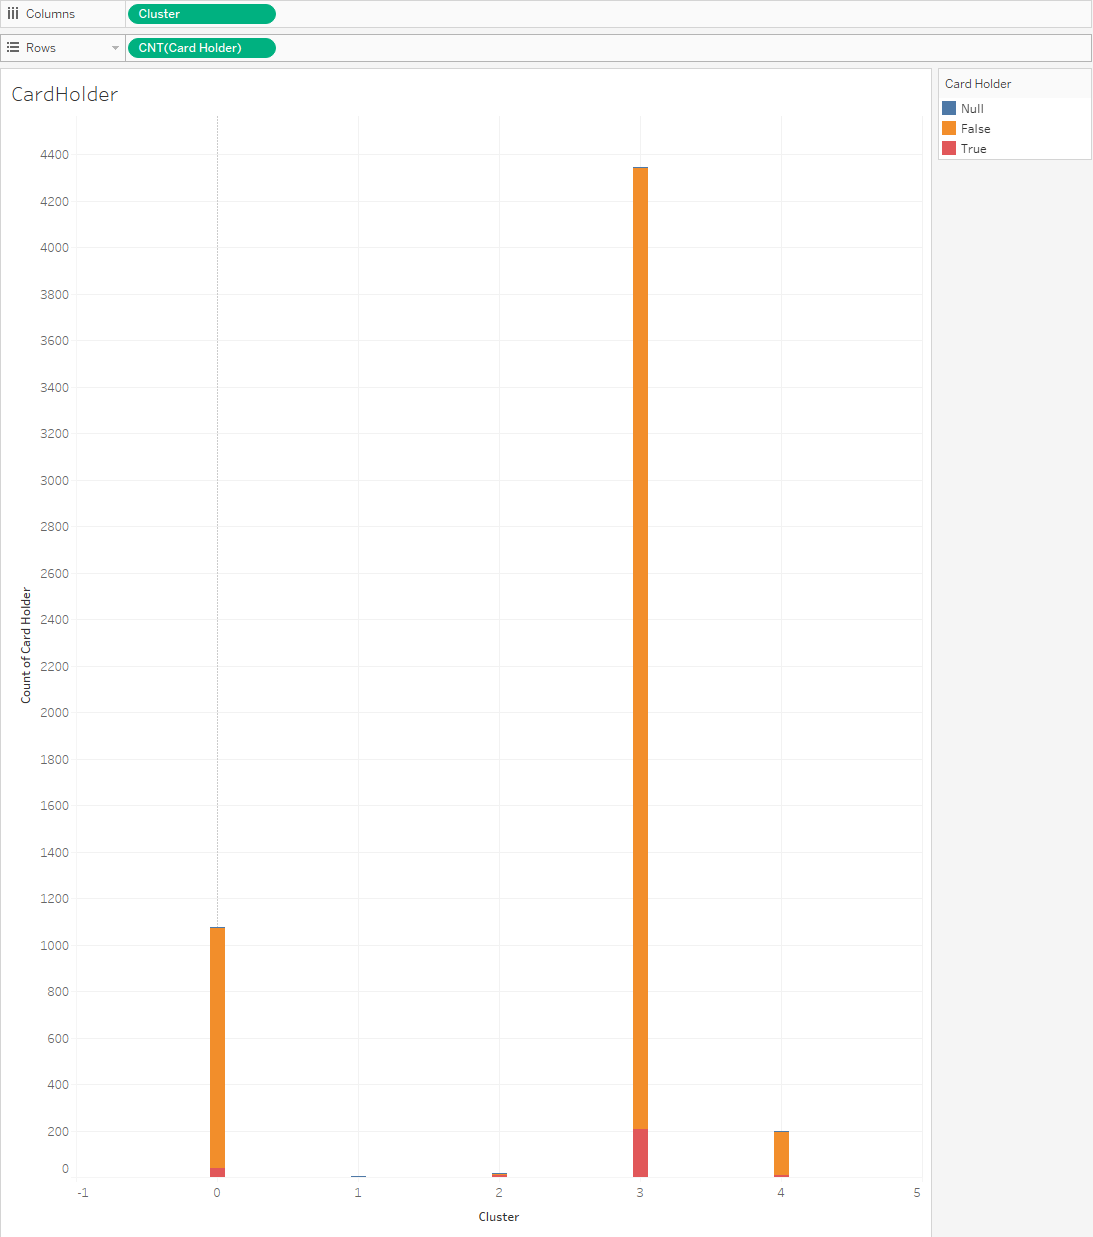 Columns
Cluster
Rows
CNT(Card Holder)
CardHolder
Card Holder
Null
False
True
4400
4200
4000
3800
3600
3400
3200
3000
2800
2600
2400
2200
2000
1800
1600
1400
1200
1000
800
600
400
200
0
Count of Card Holder
-1 0 1 2 3 4 5
Cluster